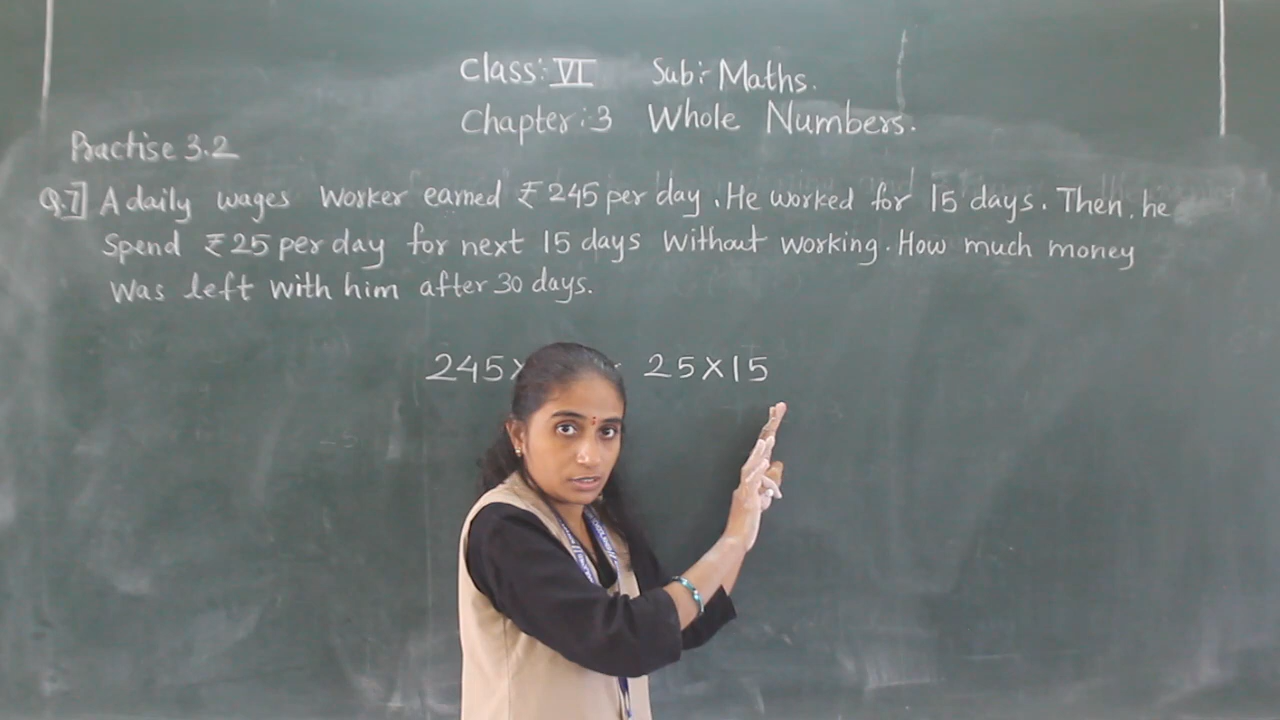 Class:- VI Sub:- Maths.
Chapter:-3 Whole Numbers.
Practise 3.2
Q.7] A daily wages Worker earned ₹245 per day. He worked for 15 days. Then, he
Spend ₹25 per day for next 15 days Without working. How much money
Was left with him after 30 days.
245× 25×15